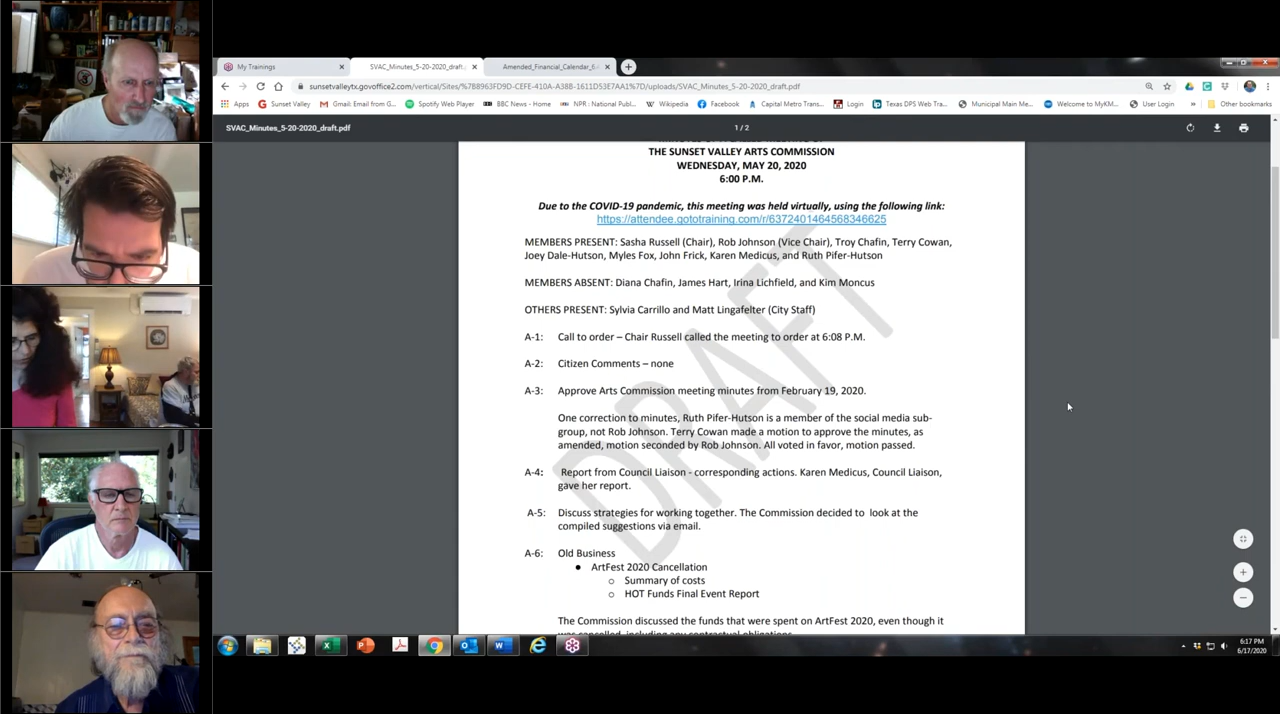 My Trainings
SVAC_Minutes_5-20-2020_draft.
Amended_Financial_Calendar_6-
sunsetvalleytx.govoffice2.com/vertical/Sites/%7B8963FD9D-CEFE-410A-A38B-1611D53E7AA1%7D/uploads/SVAC_Minutes_5-20-2020_draft.pdf
Apps Sunset Valley Gmail: Email from G... Spotify Web Player BBC News - Home NPR : National Publ... Wikipedia Facebook Capital Metro Transi... Login Texas DPS Web Tra... Municipal Main Me... Welcome to MyKM... User Login » Other bookmarks
SVAC_Minutes_5-20-2020_draft.pdf
1 / 2
THE SUNSET VALLEY ARTS COMMISSION
WEDNESDAY, MAY 20, 2020
6:00 P.M.
Due to the COVID-19 pandemic, this meeting was held virtually, using the following link:
https://attendee.gototraining.com/r/6372401464568346625
MEMBERS PRESENT: Sasha Russell (Chair), Rob Johnson (Vice Chair), Troy Chafin, Terry Cowan,
Joey Dale-Hutson, Myles Fox, John Frick, Karen Medicus, and Ruth Pifer-Hutson
MEMBERS ABSENT: Diana Chafin, James Hart, Irina Lichfield, and Kim Moncus
OTHERS PRESENT: Sylvia Carrillo and Matt Lingafelter (City Staff)
A-1: Call to order – Chair Russell called the meeting to order at 6:08 P.M.
A-2: Citizen Comments – none
A-3: Approve Arts Commission meeting minutes from February 19, 2020.
One correction to minutes, Ruth Pifer-Hutson is a member of the social media sub-
group, not Rob Johnson. Terry Cowan made a motion to approve the minutes, as
amended, motion seconded by Rob Johnson. All voted in favor, motion passed.
A-4: Report from Council Liaison - corresponding actions. Karen Medicus, Council Liaison,
gave her report.
A-5: Discuss strategies for working together. The Commission decided to look at the
compiled suggestions via email.
A-6: Old Business
● ArtFest 2020 Cancellation
o Summary of costs
o HOT Funds Final Event Report
The Commission discussed the funds that were spent on ArtFest 2020, even though it
was cancelled, including any contractual obligations.
DRAFT
6:17 PM
6/17/2020